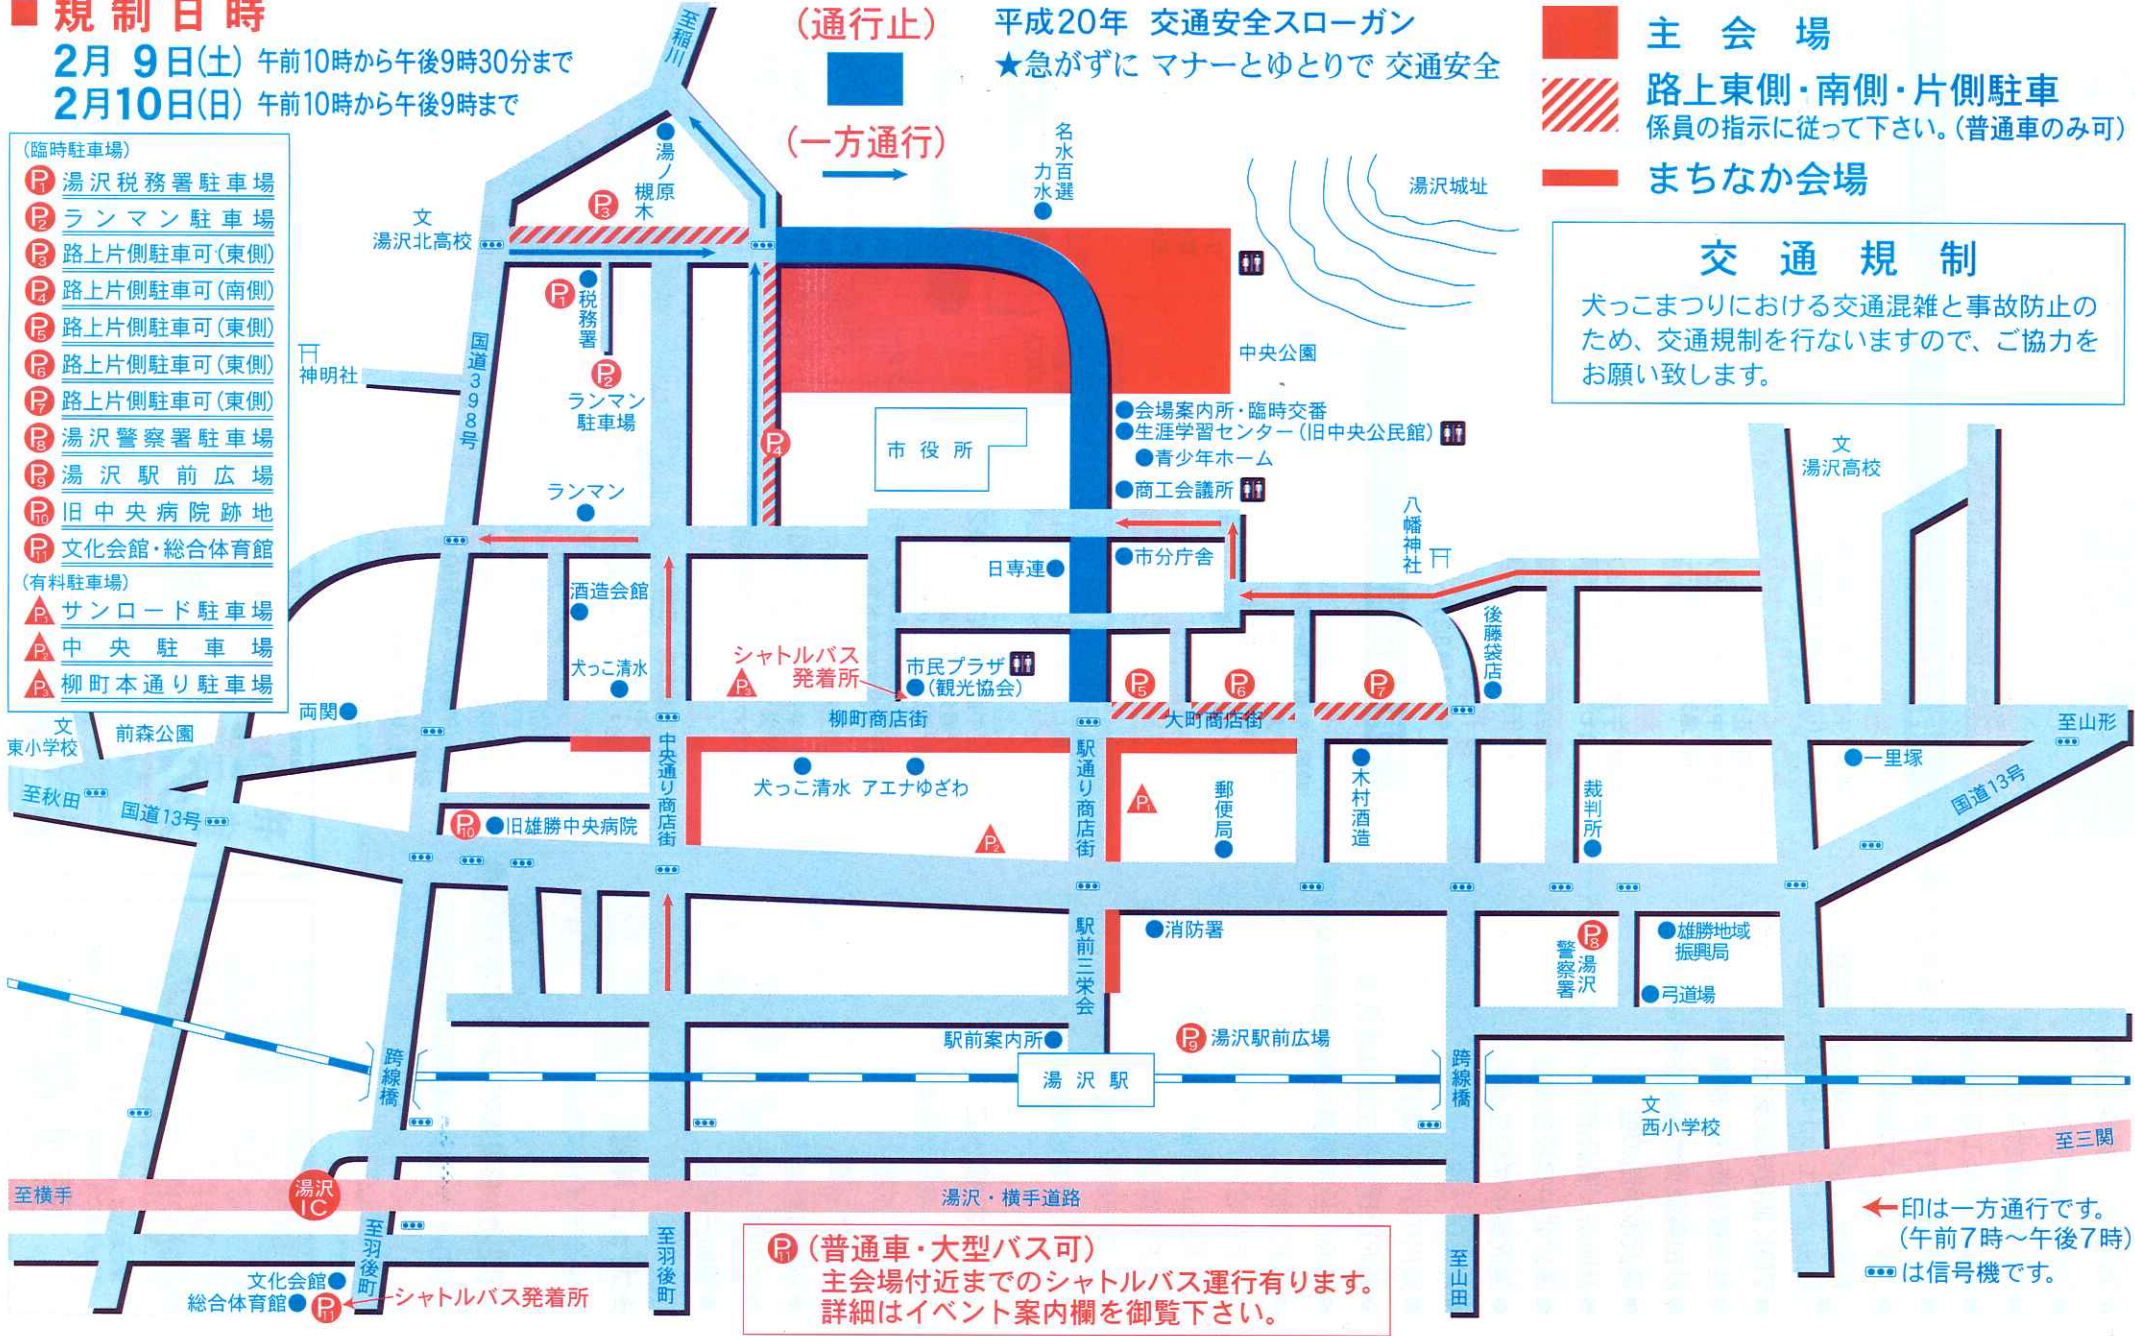 ■規制日時
2月 9日(土) 午前10時から午後9時30分まで
2月10日(日) 午前10時から午後9時まで
(通行止)
(一方通行)
平成20年 交通安全スローガン
★急がずに マナーとゆとりで 交通安全
主会場
路上東側・南側・片側駐車
係員の指示に従って下さい。(普通車のみ可)
まちなか会場
交通規制
犬っこまつりにおける交通混雑と事故防止の
ため、交通規制を行ないますので、ご協力を
お願い致します。
(臨時駐車場)
P1 湯沢税務署駐車場
P2 ランマン駐車場
P3 路上片側駐車可(東側)
P4 路上片側駐車可(南側)
P5 路上片側駐車可(東側)
P6 路上片側駐車可(東側)
P7 路上片側駐車可(東側)
P8 湯沢警察署駐車場
P9 湯沢駅前広場
P10 旧中央病院跡地
P11 文化会館・総合体育館
(有料駐車場)
P1 サンロード駐車場
P2 中央駐車場
P3 柳町本通り駐車場
至稲川
湯ノ原
槻木
P3
文
湯沢北高校
名水百選
力水
湯沢城址
P1
税務署
P2
ランマン
駐車場
国道398号
神明社
P4
中央公園
市役所
会場案内所・臨時交番
生涯学習センター(旧中央公民館)
青少年ホーム
商工会議所
文
湯沢高校
ランマン
八幡神社
日専連
市分庁舎
酒造会館
犬っこ清水
シャトルバス
発着所
P3
市民プラザ
(観光協会)
後藤袋店
P5
P6
P7
両関
柳町商店街
大町商店街
至山形
文
東小学校
前森公園
中央通り商店街
駅通り商店街
犬っこ清水
アエナゆざわ
P1
P2
郵便局
木村酒造
裁判所
一里塚
国道13号
至秋田
国道13号
P10
旧雄勝中央病院
駅前三栄会
消防署
P8
湯沢
警察署
雄勝地域
振興局
弓道場
駅前案内所
P9
湯沢駅前広場
跨線橋
湯沢駅
跨線橋
文
西小学校
至三関
至横手
湯沢
IC
湯沢・横手道路
至羽後町
至羽後町
至山田
文化会館
総合体育館
P11
シャトルバス発着所
P11 (普通車・大型バス可)
主会場付近までのシャトルバス運行有ります。
詳細はイベント案内欄を御覧下さい。
←印は一方通行です。
(午前7時～午後7時)
は信号機です。